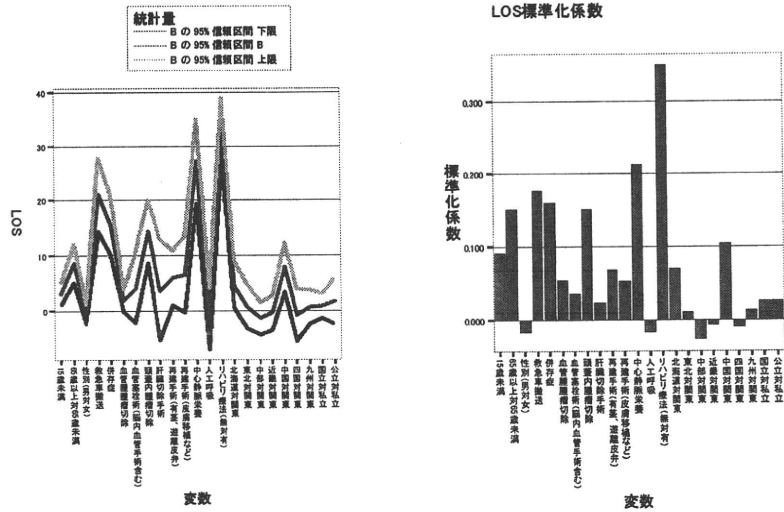 統計量
B の 95% 信頼区間 下限
B の 95% 信頼区間 B
B の 95% 信頼区間 上限
40
30
20
10
0
LOS
15歳未満
65歳以上対65歳未満
性別(男対女)
救急車搬送
併存症
血管腫腫瘤切除
血管塞栓術(脳内血管手術含む)
頭蓋内腫瘤切除
肝臓切除手術
再建手術(有茎、遊離皮弁)
再建手術(皮膚移植など)
中心静脈栄養
人工呼吸
リハビリ療法(無対有)
北海道対関東
東北対関東
中部対関東
近畿対関東
中国対関東
四国対関東
九州対関東
国立対私立
公立対私立
変数
LOS標準化係数
0.300
0.200
0.100
0.000
標準化係数
15歳未満
65歳以上対65歳未満
性別(男対女)
救急車搬送
併存症
血管腫腫瘤切除
血管塞栓術(脳内血管手術含む)
頭蓋内腫瘤切除
肝臓切除手術
再建手術(有茎、遊離皮弁)
再建手術(皮膚移植など)
中心静脈栄養
人工呼吸
リハビリ療法(無対有)
北海道対関東
東北対関東
中部対関東
近畿対関東
中国対関東
四国対関東
九州対関東
国立対私立
公立対私立
変数